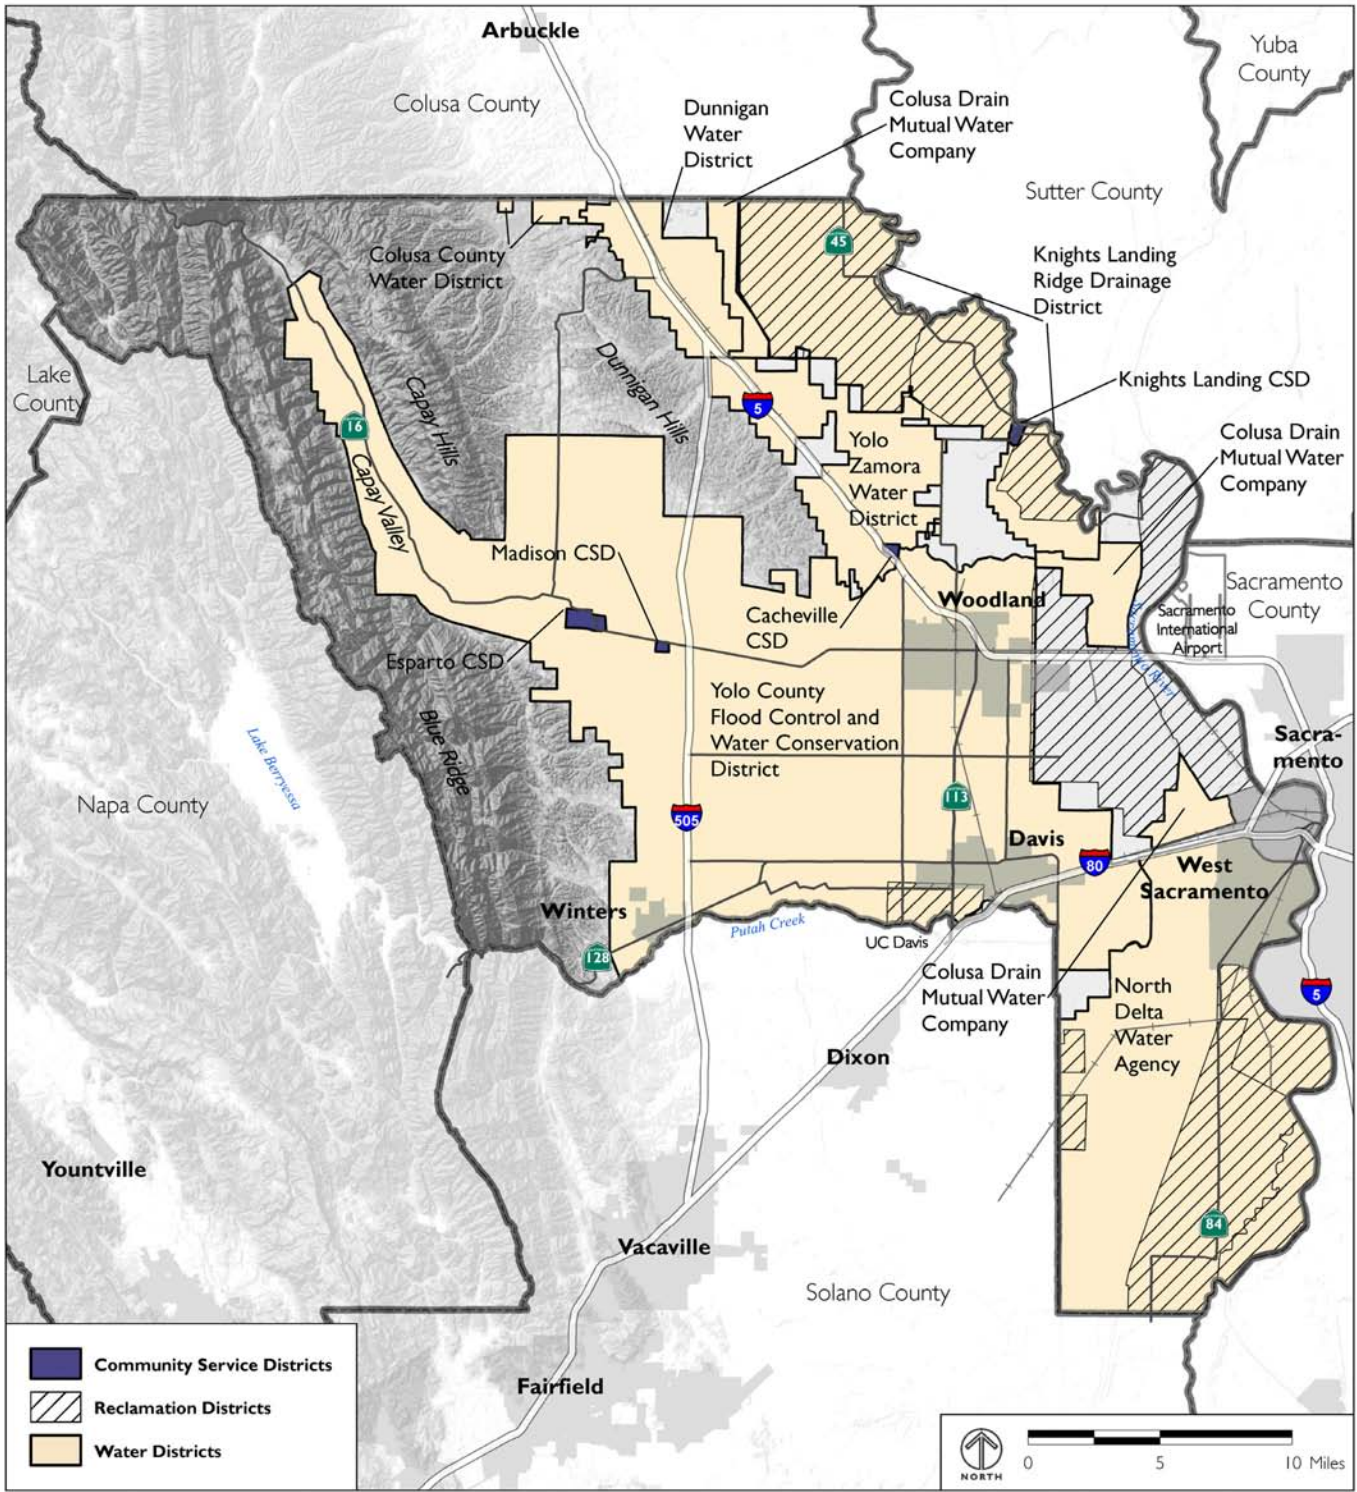 Arbuckle
Yuba
County
Colusa County
Dunnigan
Water
District
Colusa Drain
Mutual Water
Company
Sutter County
45
Colusa County
Water District
Knights Landing
Ridge Drainage
District
Lake
County
Capay Hills
Dunnigan Hills
Knights Landing CSD
5
16
Capay Valley
Yolo
Zamora
Water
District
Colusa Drain
Mutual Water
Company
Madison CSD
Woodland
Sacramento
County
Cacheville
CSD
Sacramento
International
Airport
Sacramento River
Esparto CSD
Yolo County
Flood Control and
Water Conservation
District
Blue Ridge
Lake Berryessa
Sacra-
mento
Napa County
113
505
Davis
80
West
Sacramento
Winters
Putah Creek
UC Davis
128
Colusa Drain
Mutual Water
Company
North
Delta
Water
Agency
5
Dixon
Yountville
84
Vacaville
Solano County
Fairfield
Community Service Districts
Reclamation Districts
Water Districts
NORTH
0 5 10 Miles